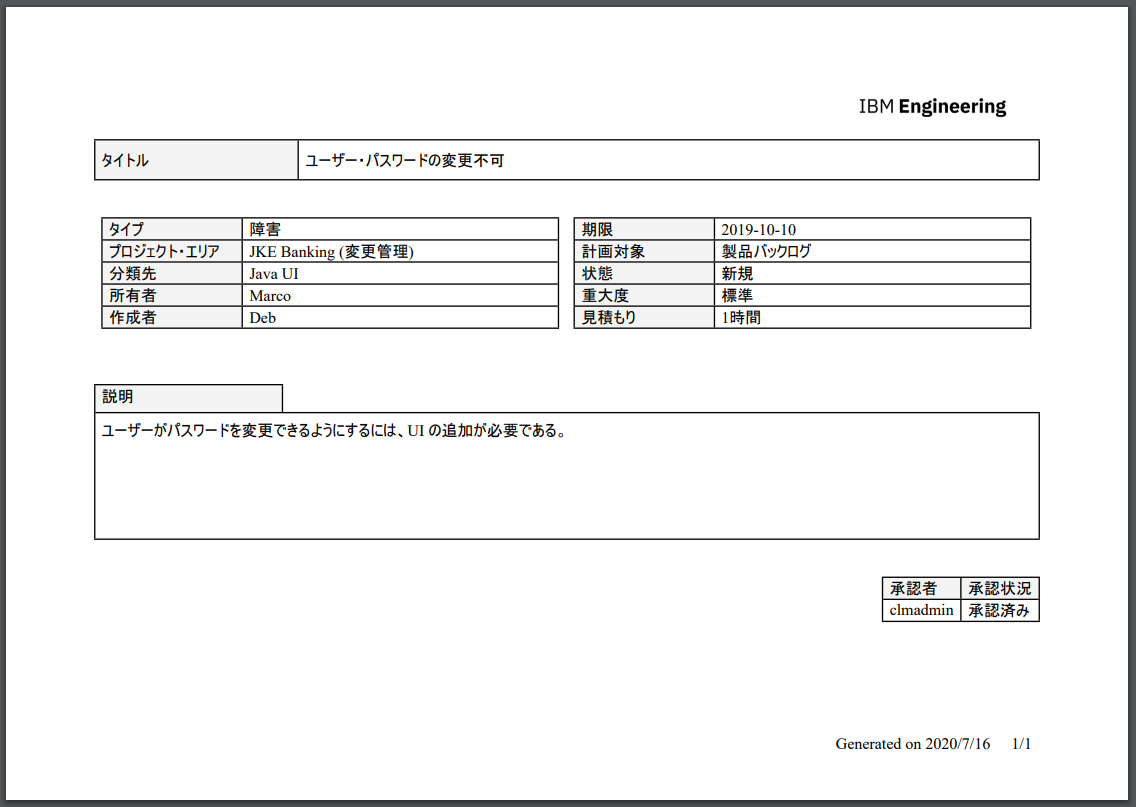 IBM Engineering
タイトル ユーザー・パスワードの変更不可
タイプ 障害
プロジェクト・エリア JKE Banking (変更管理)
分類先 Java UI
所有者 Marco
作成者 Deb
期限 2019-10-10
計画対象 製品バックログ
状態 新規
重大度 標準
見積もり 1時間
説明
ユーザーがパスワードを変更できるようにするには、UI の追加が必要である。
承認者 承認状況
clmadmin 承認済み
Generated on 2020/7/16 1/1